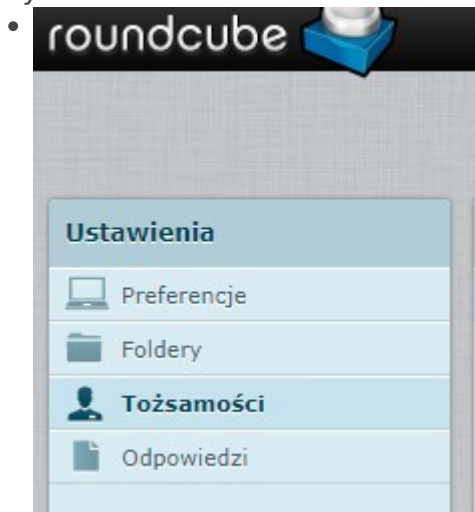 roundcube
Ustawienia
Preferencje
Foldery
Tożsamości
Odpowiedzi